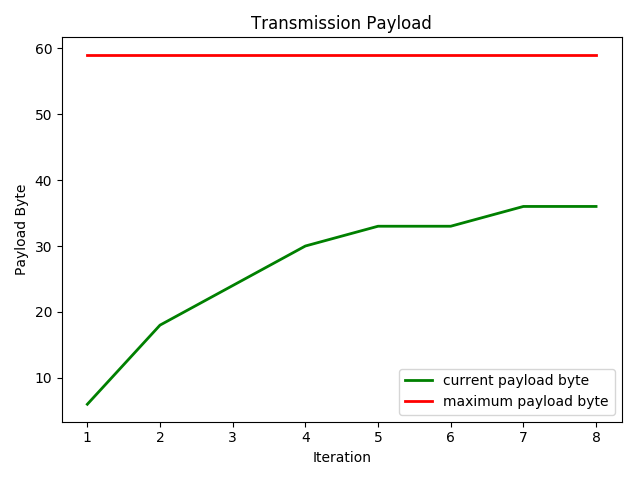 Transmission Payload
60
50
40
30
20
10
Payload Byte
current payload byte
maximum payload byte
1 2 3 4 5 6 7 8
Iteration